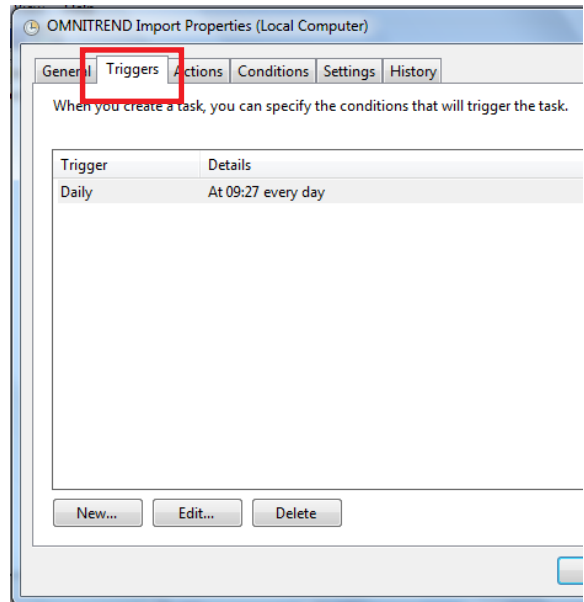 OMNITREND Import Properties (Local Computer)
General Triggers Actions Conditions Settings History
When you create a task, you can specify the conditions that will trigger the task.
Trigger Details
Daily At 09:27 every day
New... Edit... Delete